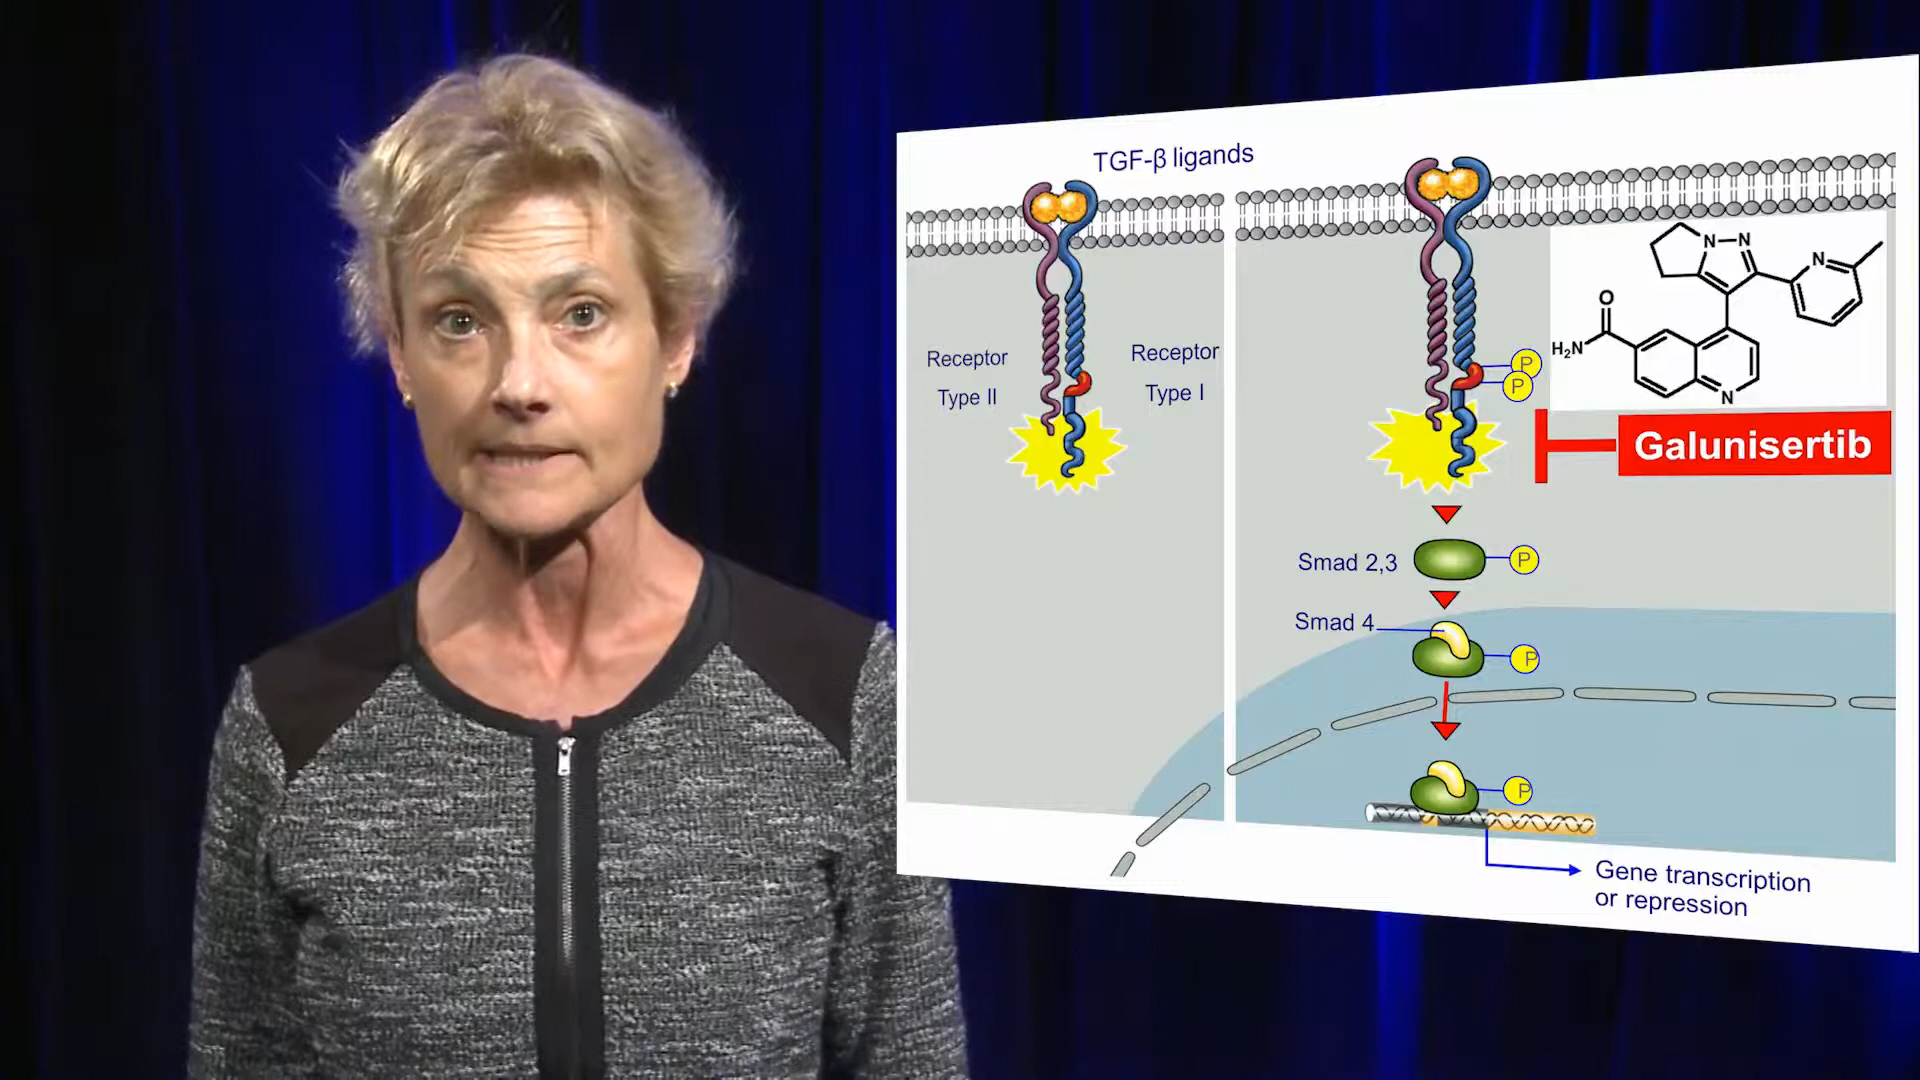 TGF-β ligands
Receptor
Type II
Receptor
Type I
P
P
N
N
N
O
H₂N
N
Galunisertib
Smad 2,3
P
Smad 4
P
P
Gene transcription
or repression